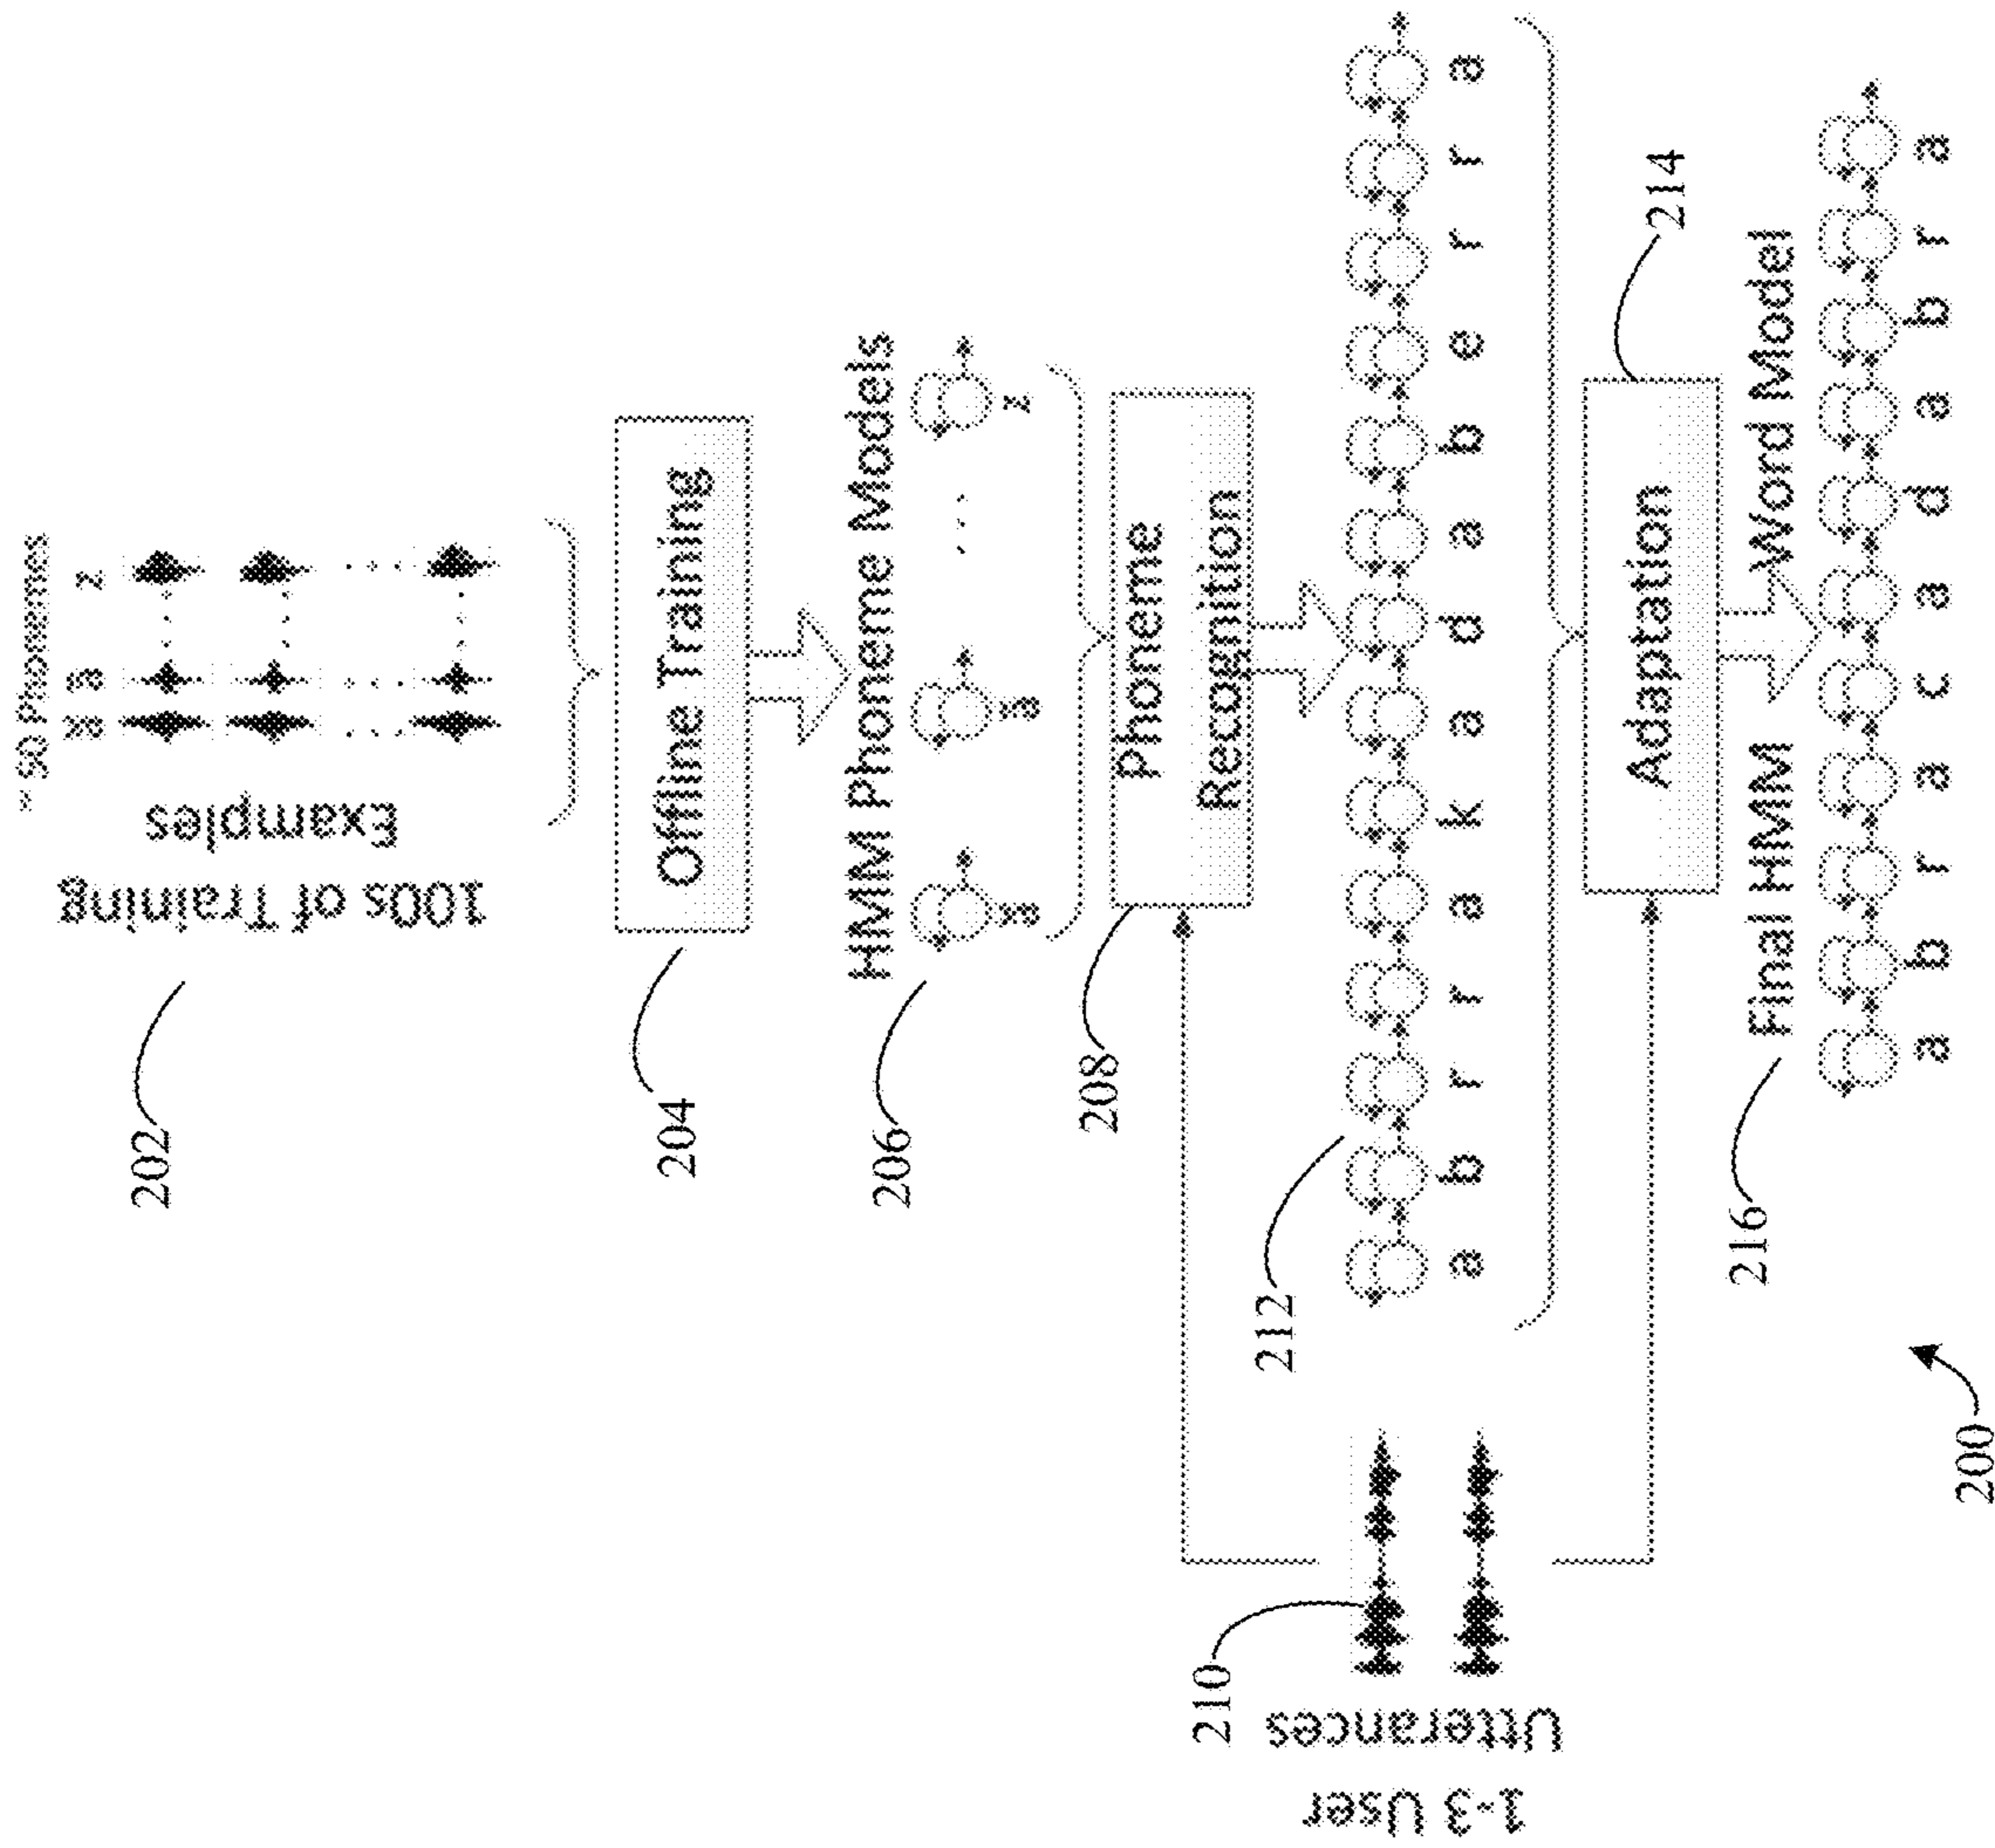 ~ 50 Phonemes
ā z
100s of Training
Examples
202
Offline Training
204
HMM Phoneme Models
206
ā ... z
Phoneme
Recognition
208
210
1-3 User
Utterances
212
a b r r a k a d a b e r r a
Adaptation
214
Final HMM Word Model
216
a b r a c a d a b r a
200